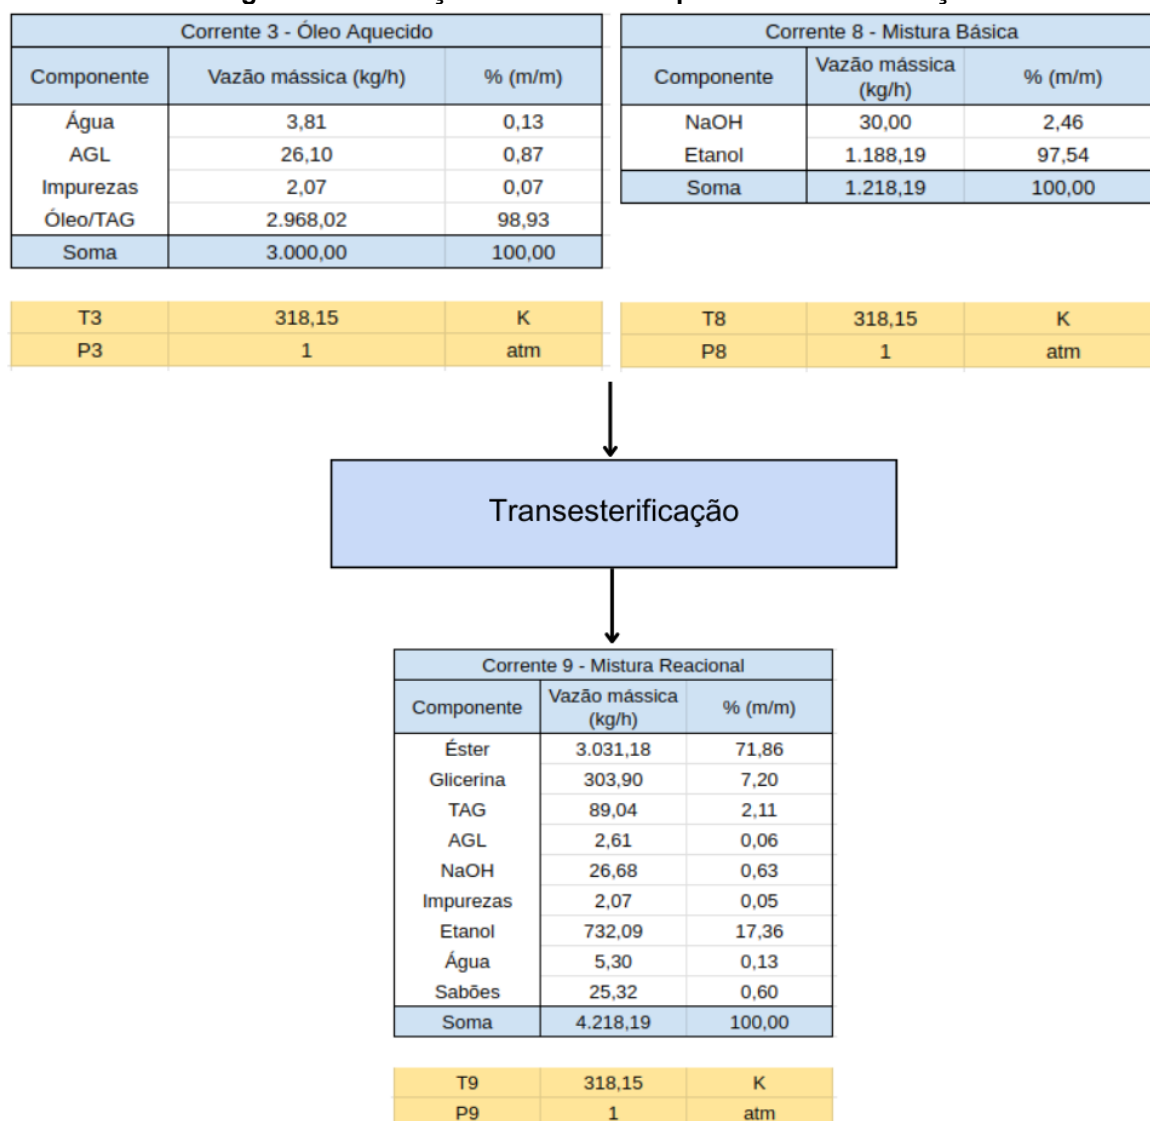 Corrente 3 - Óleo Aquecido
Componente Vazão mássica (kg/h) % (m/m)
Água 3,81 0,13
AGL 26,10 0,87
Impurezas 2,07 0,07
Óleo/TAG 2.968,02 98,93
Soma 3.000,00 100,00
T3 318,15 K
P3 1 atm
Corrente 8 - Mistura Básica
Componente Vazão mássica (kg/h) % (m/m)
NaOH 30,00 2,46
Etanol 1.188,19 97,54
Soma 1.218,19 100,00
T8 318,15 K
P8 1 atm
Transesterificação
Corrente 9 - Mistura Reacional
Componente Vazão mássica (kg/h) % (m/m)
Éster 3.031,18 71,86
Glicerina 303,90 7,20
TAG 89,04 2,11
AGL 2,61 0,06
NaOH 26,68 0,63
Impurezas 2,07 0,05
Etanol 732,09 17,36
Água 5,30 0,13
Sabões 25,32 0,60
Soma 4.218,19 100,00
T9 318,15 K
P9 1 atm